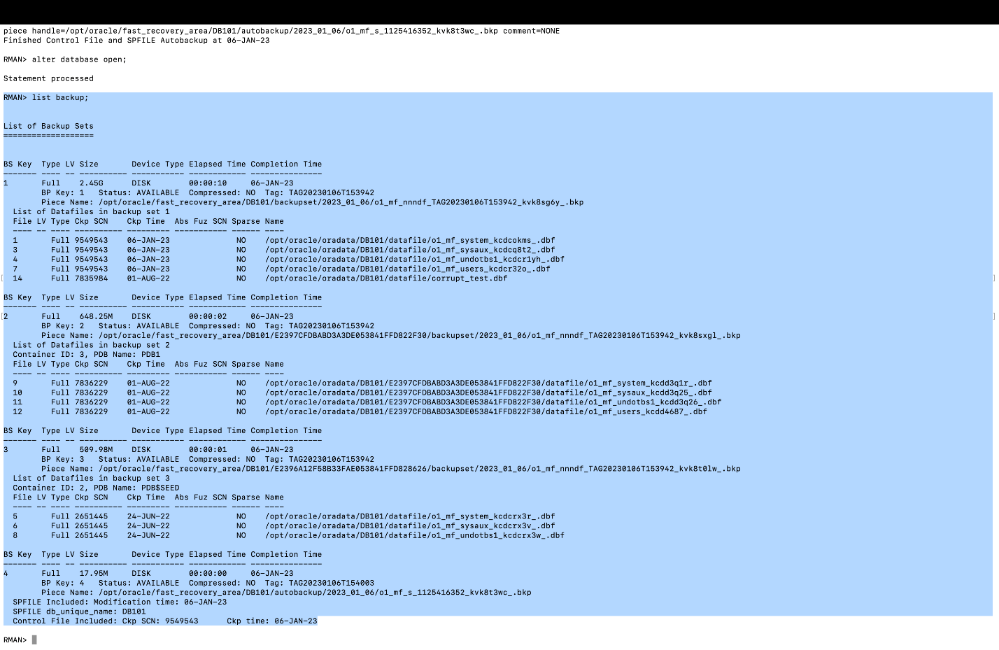 piece handle=/opt/oracle/fast_recovery_area/DB101/autobackup/2023_01_06/o1_mf_s_1125416352_kvk8t3wc_.bkp comment=NONE
Finished Control File and SPFILE Autobackup at 06-JAN-23
RMAN> alter database open;
Statement processed
RMAN> list backup;
List of Backup Sets
===================
BS Key  Type LV Size       Device Type Elapsed Time Completion Time
------- ---- -- ---------- ----------- ------------ ---------------
1       Full    2.45G      DISK        00:00:10     06-JAN-23
        BP Key: 1   Status: AVAILABLE  Compressed: NO  Tag: TAG20230106T153942
        Piece Name: /opt/oracle/fast_recovery_area/DB101/backupset/2023_01_06/o1_mf_nnndf_TAG20230106T153942_kvk8sg6y_.bkp
  List of Datafiles in backup set 1
  File LV Type Ckp SCN    Ckp Time  Abs Fuz SCN Sparse Name
  ---- -- ---- ---------- --------- ----------- ------ ----
  1       Full 9549543    06-JAN-23              NO    /opt/oracle/oradata/DB101/datafile/o1_mf_system_kcdcokms_.dbf
  3       Full 9549543    06-JAN-23              NO    /opt/oracle/oradata/DB101/datafile/o1_mf_sysaux_kcdcq8t2_.dbf
  4       Full 9549543    06-JAN-23              NO    /opt/oracle/oradata/DB101/datafile/o1_mf_undotbs1_kcdcr1yh_.dbf
  7       Full 9549543    06-JAN-23              NO    /opt/oracle/oradata/DB101/datafile/o1_mf_users_kcdcr32o_.dbf
  14      Full 7835984    01-AUG-22              NO    /opt/oracle/oradata/DB101/datafile/corrupt_test.dbf
BS Key  Type LV Size       Device Type Elapsed Time Completion Time
------- ---- -- ---------- ----------- ------------ ---------------
2       Full    648.25M    DISK        00:00:02     06-JAN-23
        BP Key: 2   Status: AVAILABLE  Compressed: NO  Tag: TAG20230106T153942
        Piece Name: /opt/oracle/fast_recovery_area/DB101/E2397CFDBABD3A3DE053841FFD822F30/backupset/2023_01_06/o1_mf_nnndf_TAG20230106T153942_kvk8sxgl_.bkp
  List of Datafiles in backup set 2
  Container ID: 3, PDB Name: PDB1
  File LV Type Ckp SCN    Ckp Time  Abs Fuz SCN Sparse Name
  ---- -- ---- ---------- --------- ----------- ------ ----
  9       Full 7836229    01-AUG-22              NO    /opt/oracle/oradata/DB101/E2397CFDBABD3A3DE053841FFD822F30/datafile/o1_mf_system_kcdd3q1r_.dbf
  10      Full 7836229    01-AUG-22              NO    /opt/oracle/oradata/DB101/E2397CFDBABD3A3DE053841FFD822F30/datafile/o1_mf_sysaux_kcdd3q25_.dbf
  11      Full 7836229    01-AUG-22              NO    /opt/oracle/oradata/DB101/E2397CFDBABD3A3DE053841FFD822F30/datafile/o1_mf_undotbs1_kcdd3q26_.dbf
  12      Full 7836229    01-AUG-22              NO    /opt/oracle/oradata/DB101/E2397CFDBABD3A3DE053841FFD822F30/datafile/o1_mf_users_kcdd4687_.dbf
BS Key  Type LV Size       Device Type Elapsed Time Completion Time
------- ---- -- ---------- ----------- ------------ ---------------
3       Full    509.98M    DISK        00:00:01     06-JAN-23
        BP Key: 3   Status: AVAILABLE  Compressed: NO  Tag: TAG20230106T153942
        Piece Name: /opt/oracle/fast_recovery_area/DB101/E2396A12F58B33FAE053841FFD828626/backupset/2023_01_06/o1_mf_nnndf_TAG20230106T153942_kvk8t0lw_.bkp
  List of Datafiles in backup set 3
  Container ID: 2, PDB Name: PDB$SEED
  File LV Type Ckp SCN    Ckp Time  Abs Fuz SCN Sparse Name
  ---- -- ---- ---------- --------- ----------- ------ ----
  5       Full 2651445    24-JUN-22              NO    /opt/oracle/oradata/DB101/datafile/o1_mf_system_kcdcrx3r_.dbf
  6       Full 2651445    24-JUN-22              NO    /opt/oracle/oradata/DB101/datafile/o1_mf_sysaux_kcdcrx3v_.dbf
  8       Full 2651445    24-JUN-22              NO    /opt/oracle/oradata/DB101/datafile/o1_mf_undotbs1_kcdcrx3w_.dbf
BS Key  Type LV Size       Device Type Elapsed Time Completion Time
------- ---- -- ---------- ----------- ------------ ---------------
4       Full    17.95M     DISK        00:00:00     06-JAN-23
        BP Key: 4   Status: AVAILABLE  Compressed: NO  Tag: TAG20230106T154003
        Piece Name: /opt/oracle/fast_recovery_area/DB101/autobackup/2023_01_06/o1_mf_s_1125416352_kvk8t3wc_.bkp
  SPFILE Included: Modification time: 06-JAN-23
  SPFILE db_unique_name: DB101
  Control File Included: Ckp SCN: 9549543      Ckp time: 06-JAN-23
RMAN>